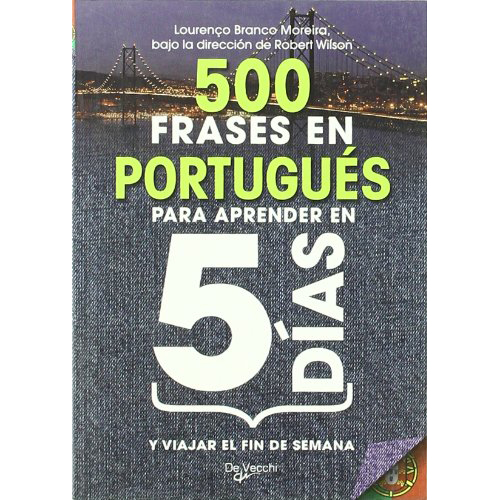 Lourenço Branco Moreira,
bajo la dirección de Robert Wilson
500
FRASES EN
PORTUGUÉS
PARA APRENDER EN
5
DÍAS
Y VIAJAR EL FIN DE SEMANA
De Vecchi